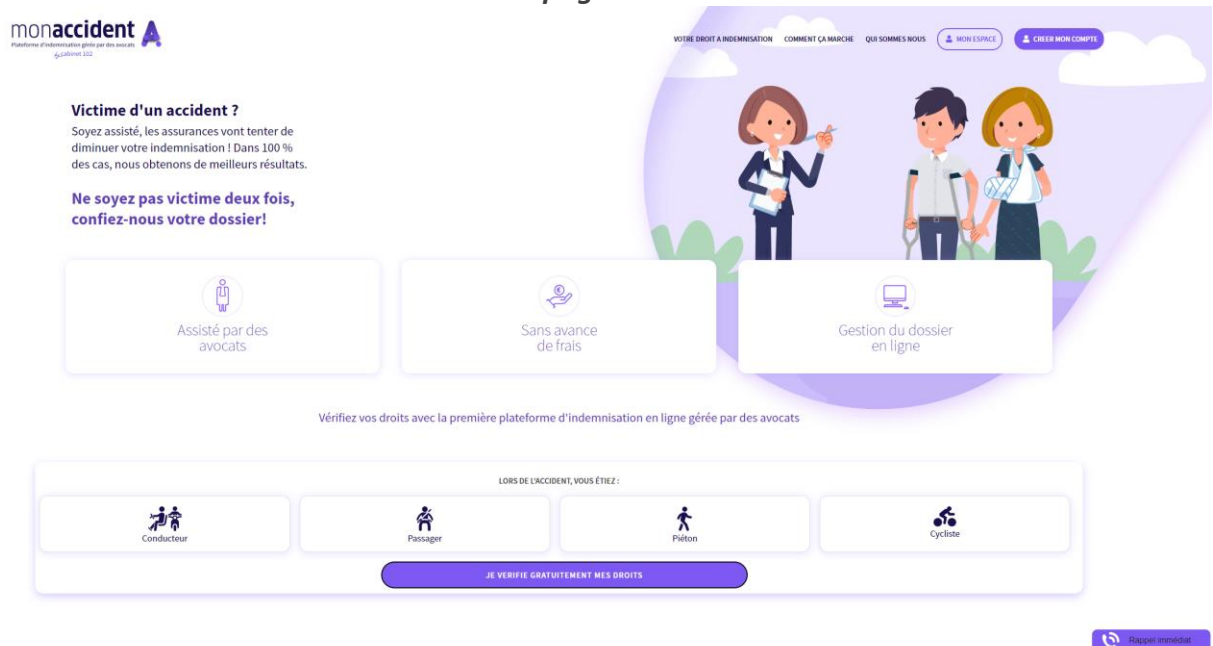 monaccident A
Plateforme d'indemnisation gérée par des avocats
by cabinet 102
VOTRE DROIT A INDEMNISATION COMMENT ÇA MARCHE QUI SOMMES NOUS MON ESPACE CREER MON COMPTE
Victime d'un accident ?
Soyez assisté, les assurances vont tenter de
diminuer votre indemnisation ! Dans 100 %
des cas, nous obtenons de meilleurs résultats.
Ne soyez pas victime deux fois,
confiez-nous votre dossier!
Assisté par des
avocats
Sans avance
de frais
Gestion du dossier
en ligne
Vérifiez vos droits avec la première plateforme d'indemnisation en ligne gérée par des avocats
LORS DE L'ACCIDENT, VOUS ÉTIEZ :
Conducteur
Passager
Piéton
Cycliste
JE VERIFIE GRATUITEMENT MES DROITS
Rappel immédiat